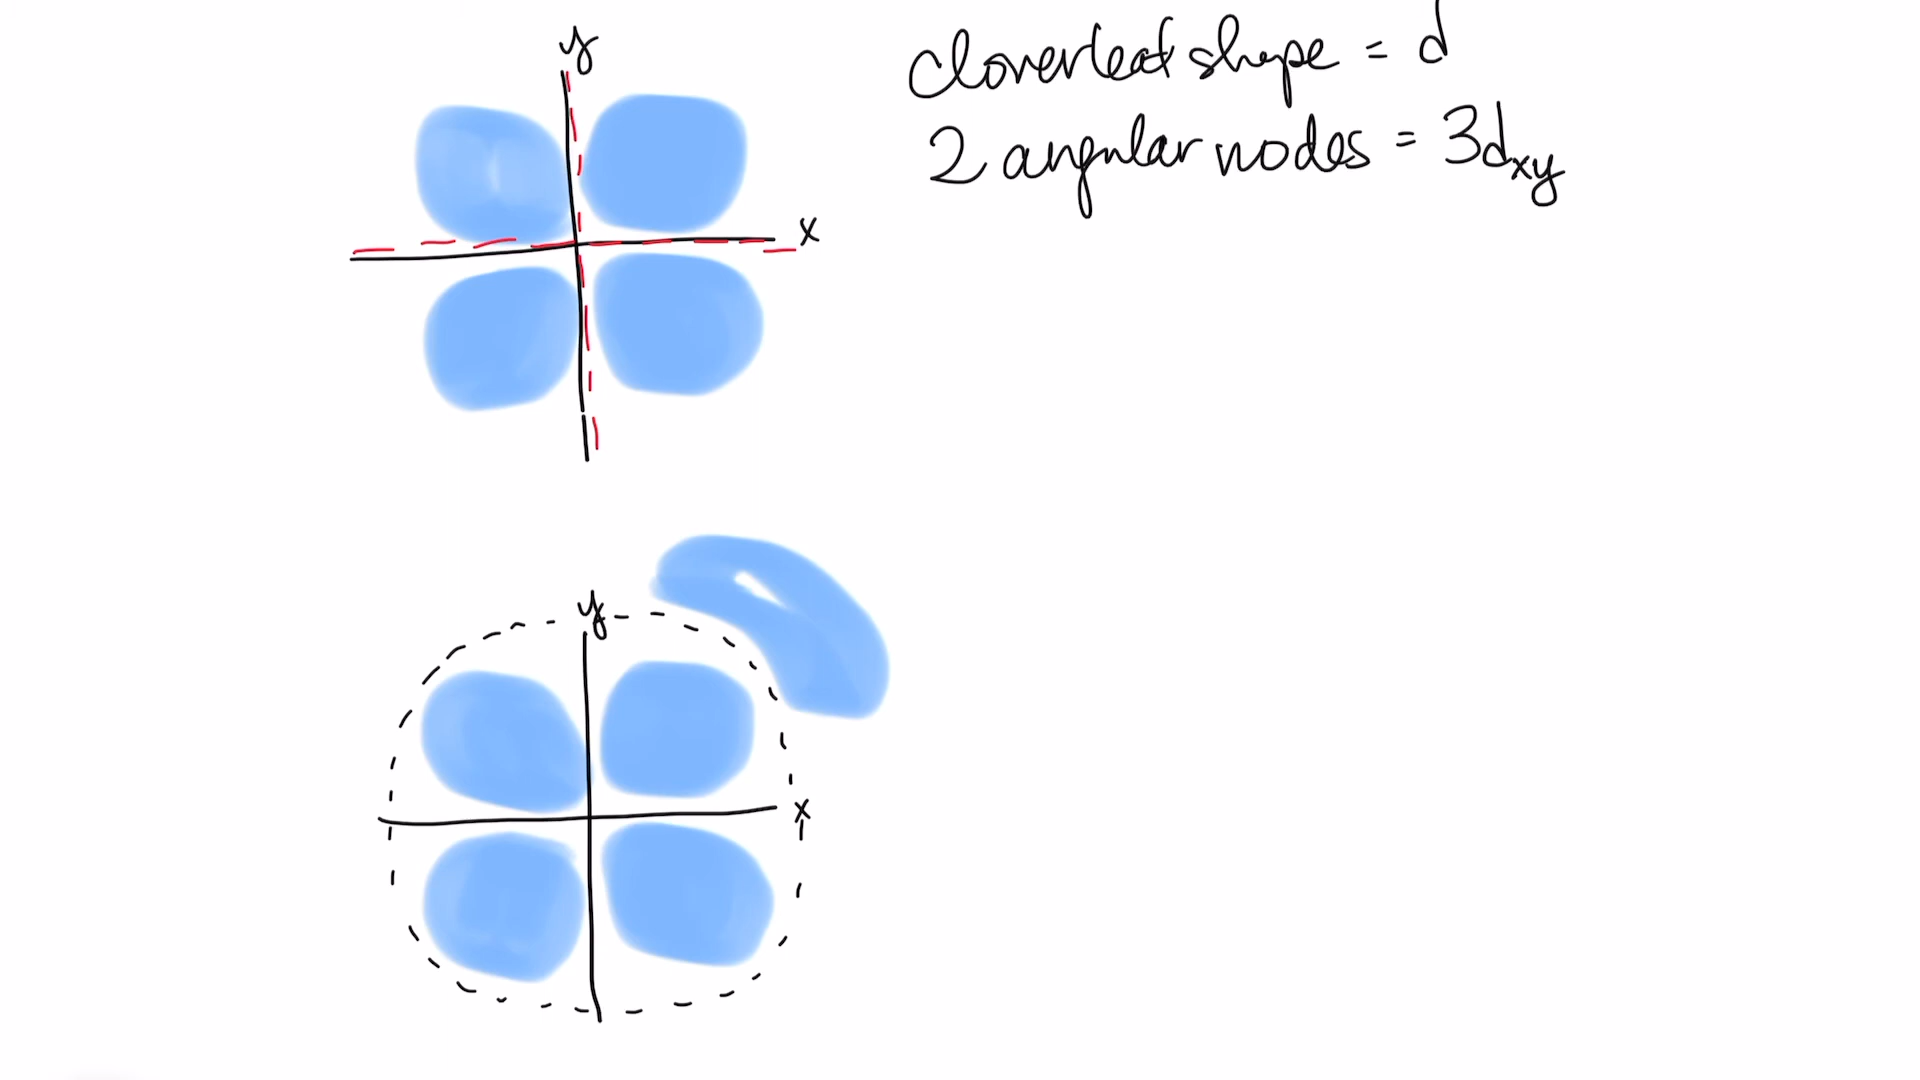 y
cloverleaf shape = d
2 angular nodes = 3dxy
x
y
x